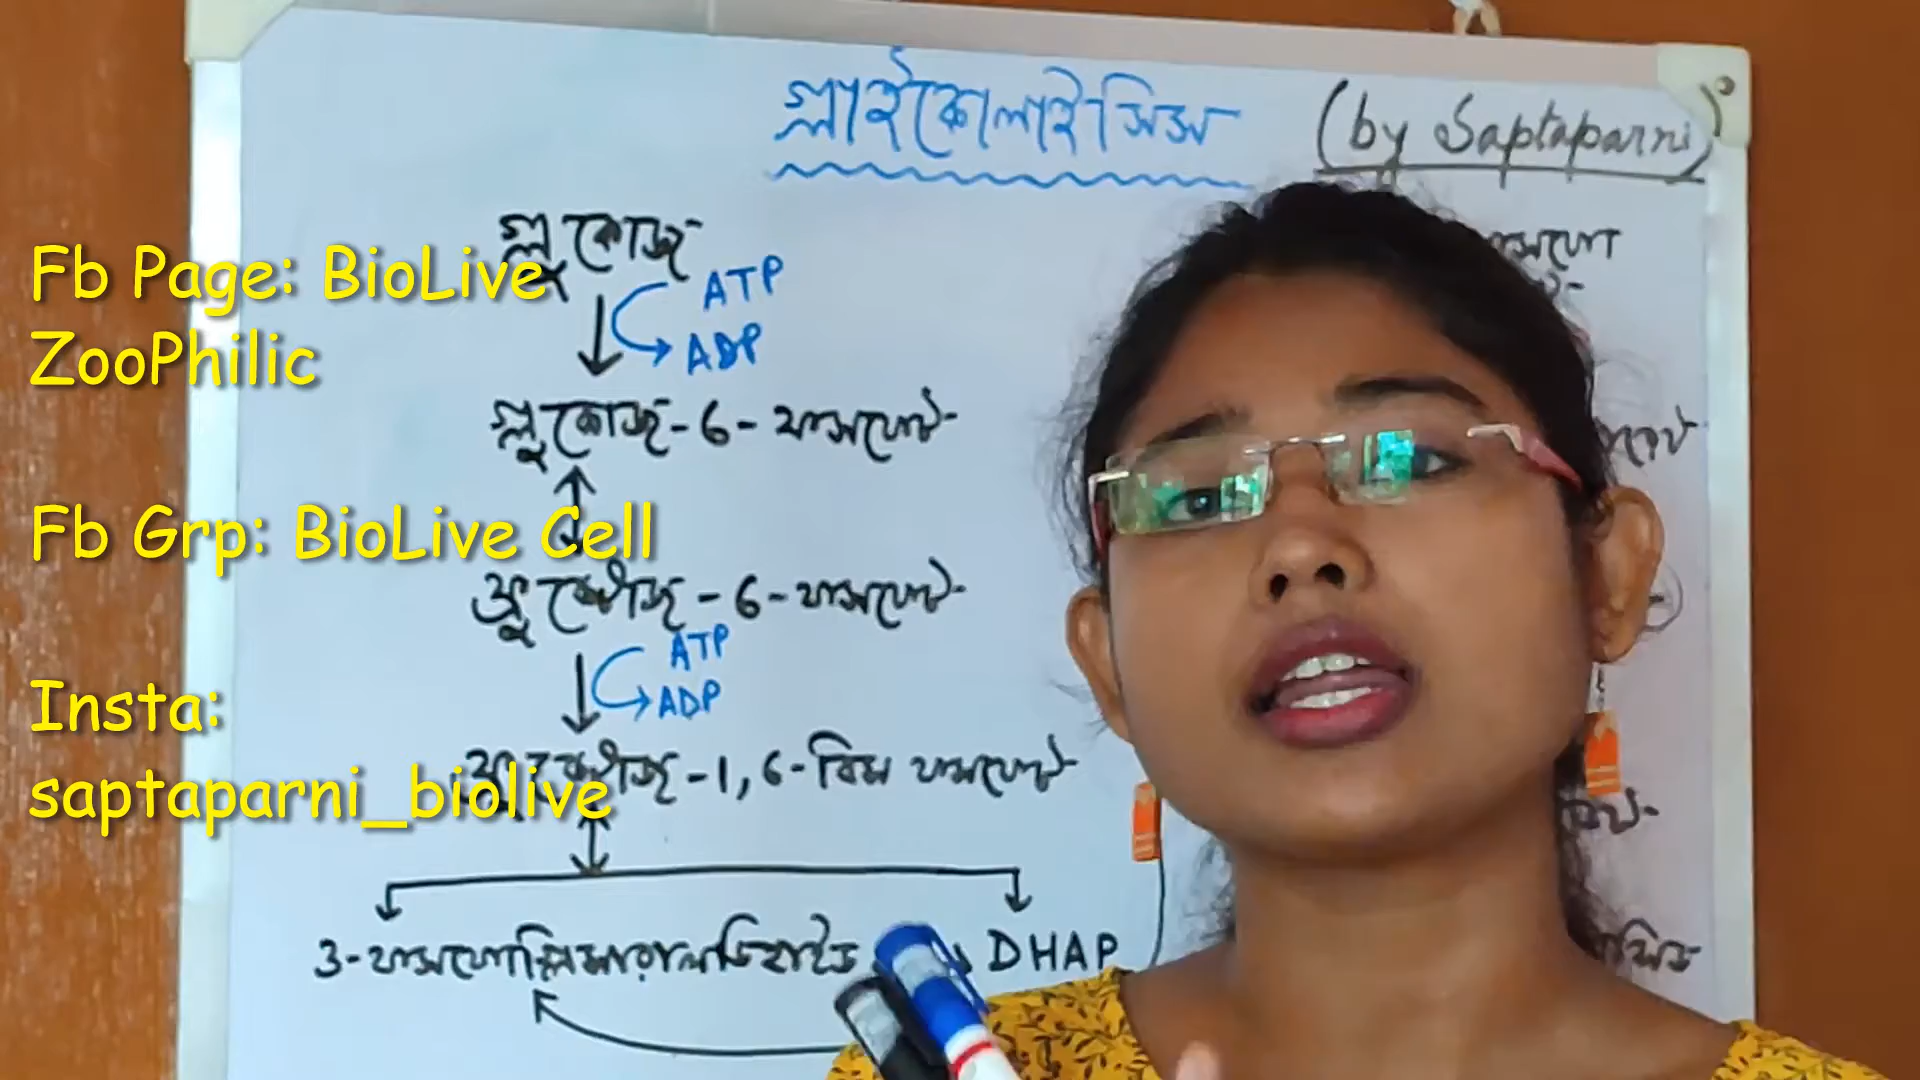 গ্লাইকোলাইসিস
(by Saptaparni)
গ্লুকোজ
ATP
ADP
গ্লুকোজ-6-ফসফেট
ফ্রুক্টোজ-6-ফসফেট
ATP
ADP
ফ্রুক্টোজ-1,6-বিস ফসফেট
3-ফসফোগ্লিসারালডিহাইড
DHAP
Fb Page: BioLive
ZooPhilic
Fb Grp: BioLive Cell
Insta:
saptaparni_biolive